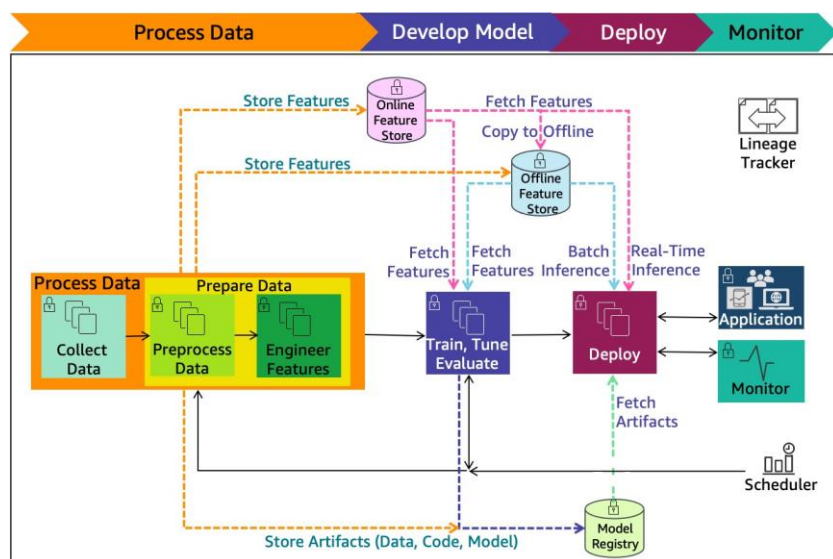 Process Data
Develop Model
Deploy
Monitor
Store Features
Online
Feature
Store
Fetch Features
Copy to Offline
Lineage
Tracker
Store Features
Offline
Feature
Store
Fetch
Features
Fetch
Features
Batch
Inference
Real-Time
Inference
Process Data
Prepare Data
Collect
Data
Preprocess
Data
Engineer
Features
Train, Tune
Evaluate
Deploy
Application
Monitor
Fetch
Artifacts
Scheduler
Store Artifacts (Data, Code, Model)
Model
Registry